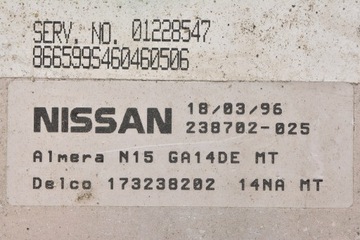 SERV. NO. 01228547
8665995460460506
18/03/96
NISSAN 238702-025
Almera N15 GA14DE MT
Delco 173238202 14NA MT